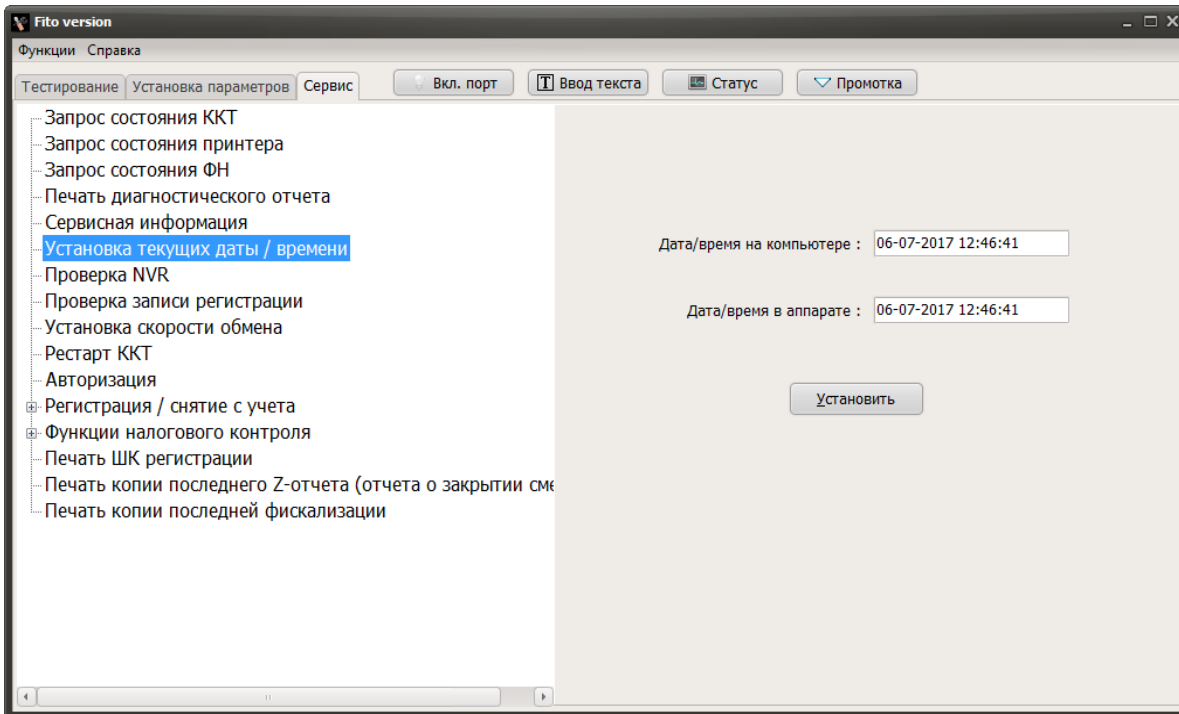 Fito version
Функции Справка
Тестирование Установка параметров Сервис Вкл. порт Ввод текста Статус Промотка
Запрос состояния ККТ
Запрос состояния принтера
Запрос состояния ФН
Печать диагностического отчета
Сервисная информация
Установка текущих даты / времени
Проверка NVR
Проверка записи регистрации
Установка скорости обмена
Рестарт ККТ
Авторизация
Регистрация / снятие с учета
Функции налогового контроля
Печать ШК регистрации
Печать копии последнего Z-отчета (отчета о закрытии сме
Печать копии последней фискализации
Дата/время на компьютере : 06-07-2017 12:46:41
Дата/время в аппарате : 06-07-2017 12:46:41
Установить